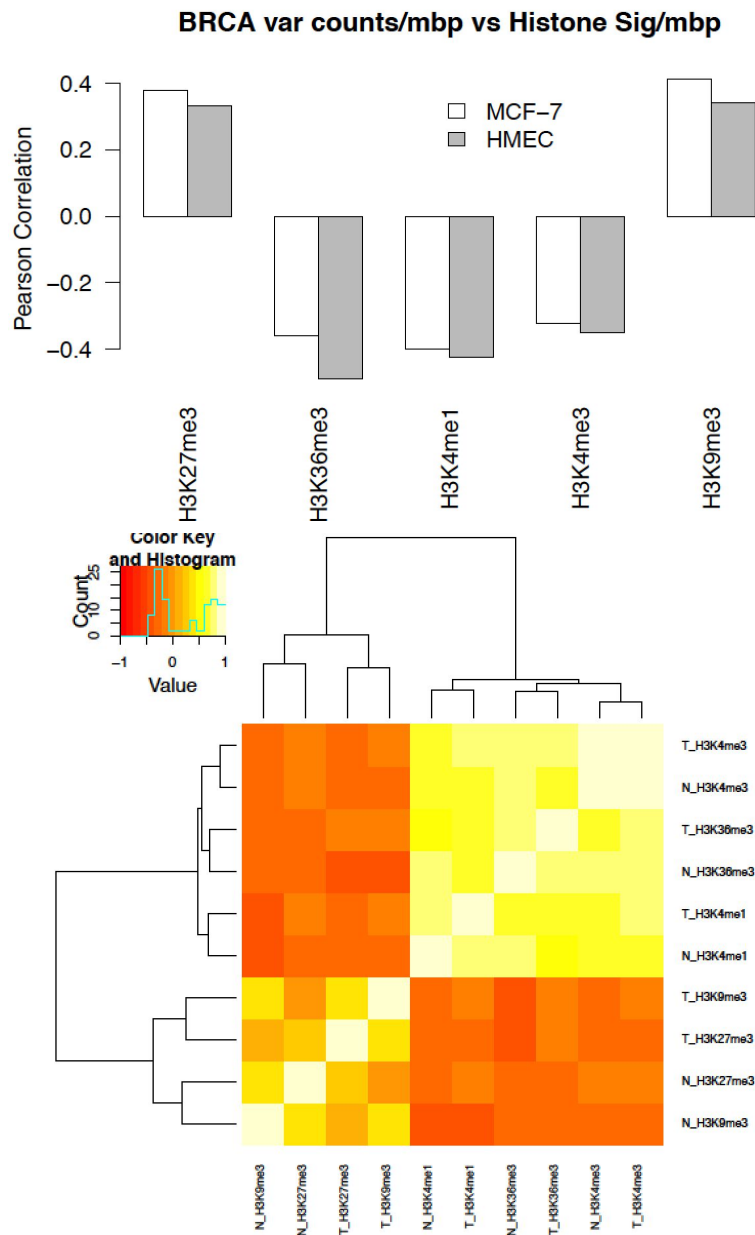 BRCA var counts/mbp vs Histone Sig/mbp
Pearson Correlation
0.4
0.2
0.0
−0.2
−0.4
MCF−7
HMEC
H3K27me3
H3K36me3
H3K4me1
H3K4me3
H3K9me3
Color Key
and Histogram
Count
0 10 25
−1 0 1
Value
T_H3K4me3
N_H3K4me3
T_H3K36me3
N_H3K36me3
T_H3K4me1
N_H3K4me1
T_H3K9me3
T_H3K27me3
N_H3K27me3
N_H3K9me3
N_H3K9me3
N_H3K27me3
T_H3K27me3
T_H3K9me3
N_H3K4me1
T_H3K4me1
N_H3K36me3
T_H3K36me3
N_H3K4me3
T_H3K4me3